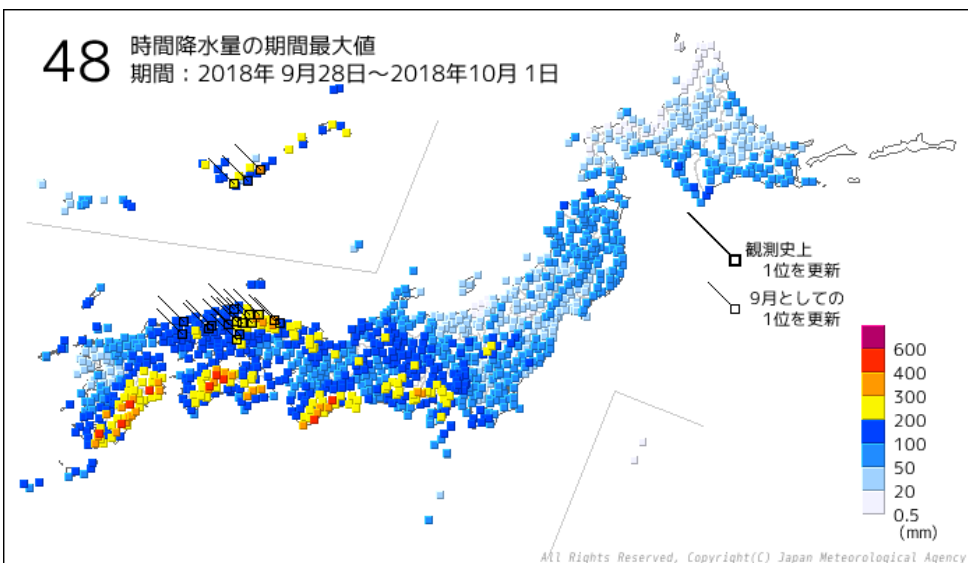 48 時間降水量の期間最大値
期間：2018年 9月28日～2018年10月 1日
観測史上
1位を更新
9月としての
1位を更新
600
400
300
200
100
50
20
0.5
(mm)
All Rights Reserved, Copyright(C) Japan Meteorological Agency